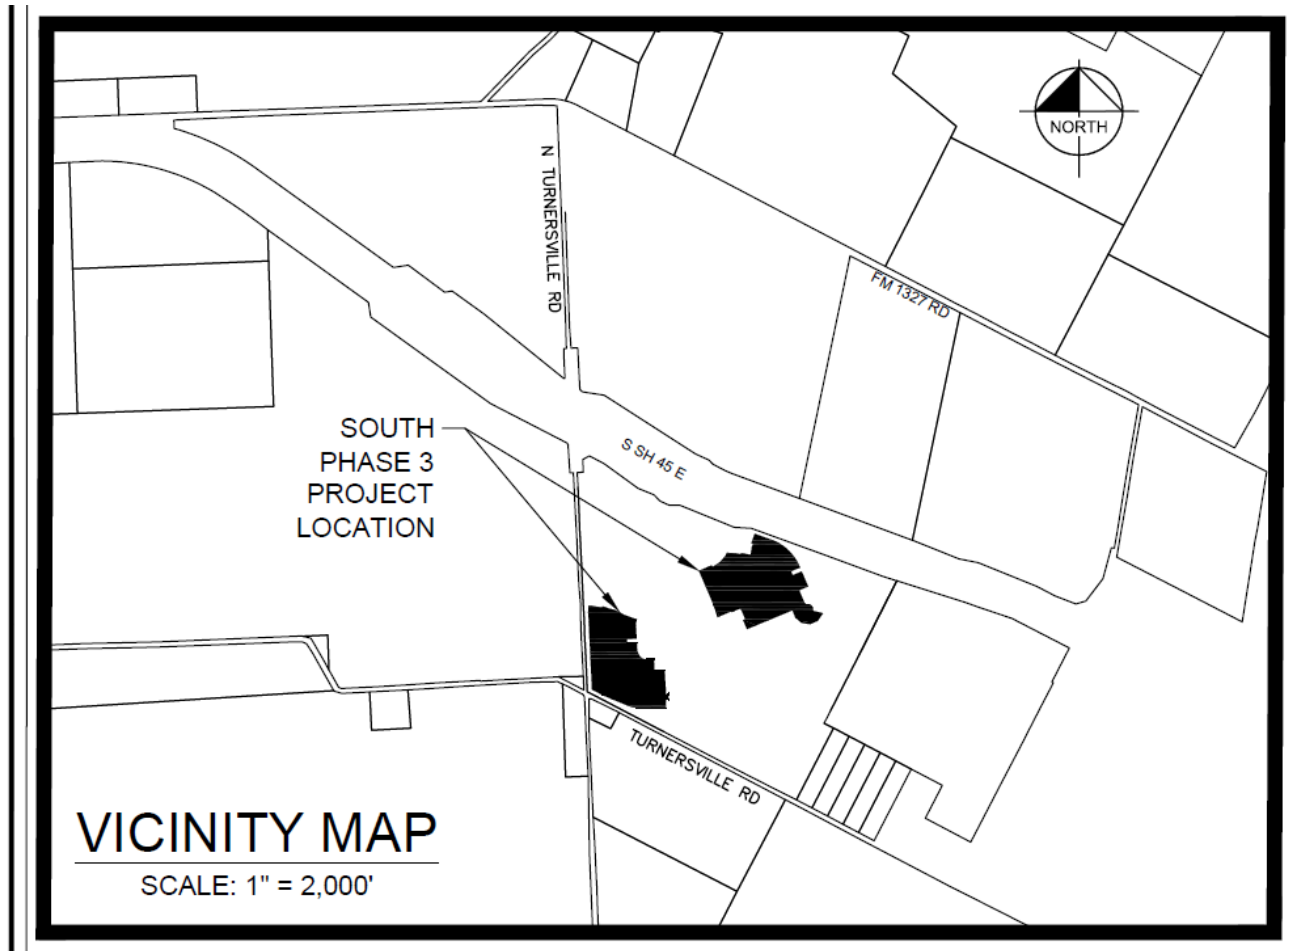 NORTH
N TURNERSVILLE RD
FM 1327 RD
SOUTH
PHASE 3
PROJECT
LOCATION
S SH 45 E
TURNERSVILLE RD
VICINITY MAP
SCALE: 1" = 2,000'